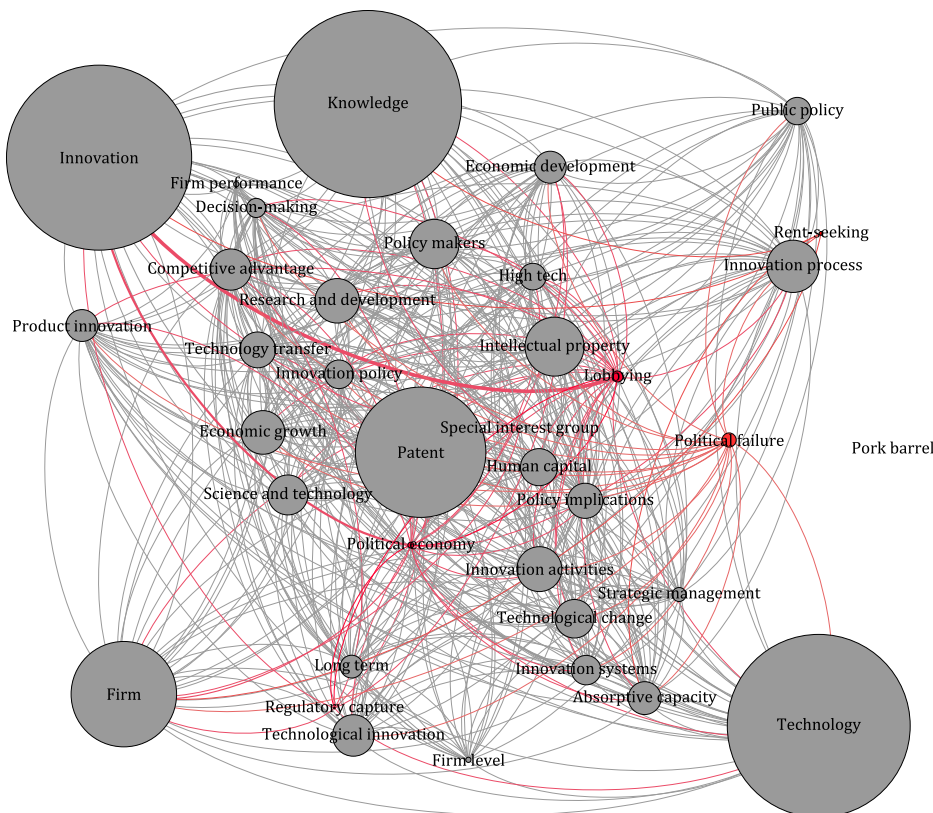 Knowledge
Public policy
Innovation
Economic development
Firm performance
Decision-making
Rent-seeking
Policy makers
Innovation process
Competitive advantage
High tech
Research and development
Product innovation
Intellectual property
Technology transfer
Innovation policy
Lobbying
Special interest group
Economic growth
Political failure
Pork barrel
Patent
Human capital
Science and technology
Policy implications
Political economy
Innovation activities
Strategic management
Technological change
Long term
Innovation systems
Firm
Absorptive capacity
Regulatory capture
Technology
Technological innovation
Firm level